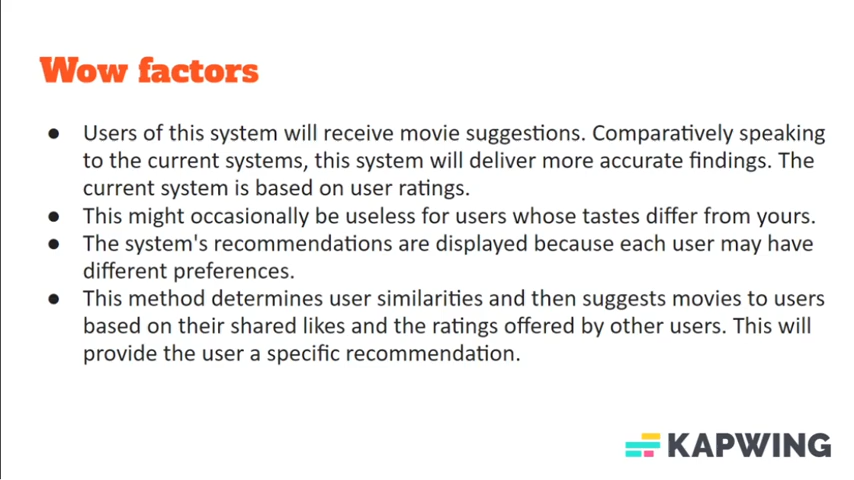 Wow factors
● Users of this system will receive movie suggestions. Comparatively speaking
to the current systems, this system will deliver more accurate findings. The
current system is based on user ratings.
● This might occasionally be useless for users whose tastes differ from yours.
● The system's recommendations are displayed because each user may have
different preferences.
● This method determines user similarities and then suggests movies to users
based on their shared likes and the ratings offered by other users. This will
provide the user a specific recommendation.
KAPWING